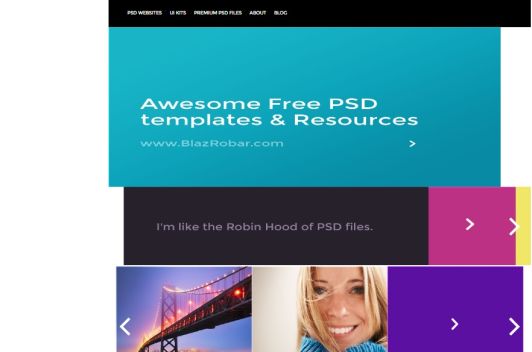 PSD WEBSITES UI KITS PREMIUM PSD FILES ABOUT BLOG
Awesome Free PSD
templates & Resources
www.BlazRobar.com
I'm like the Robin Hood of PSD files.